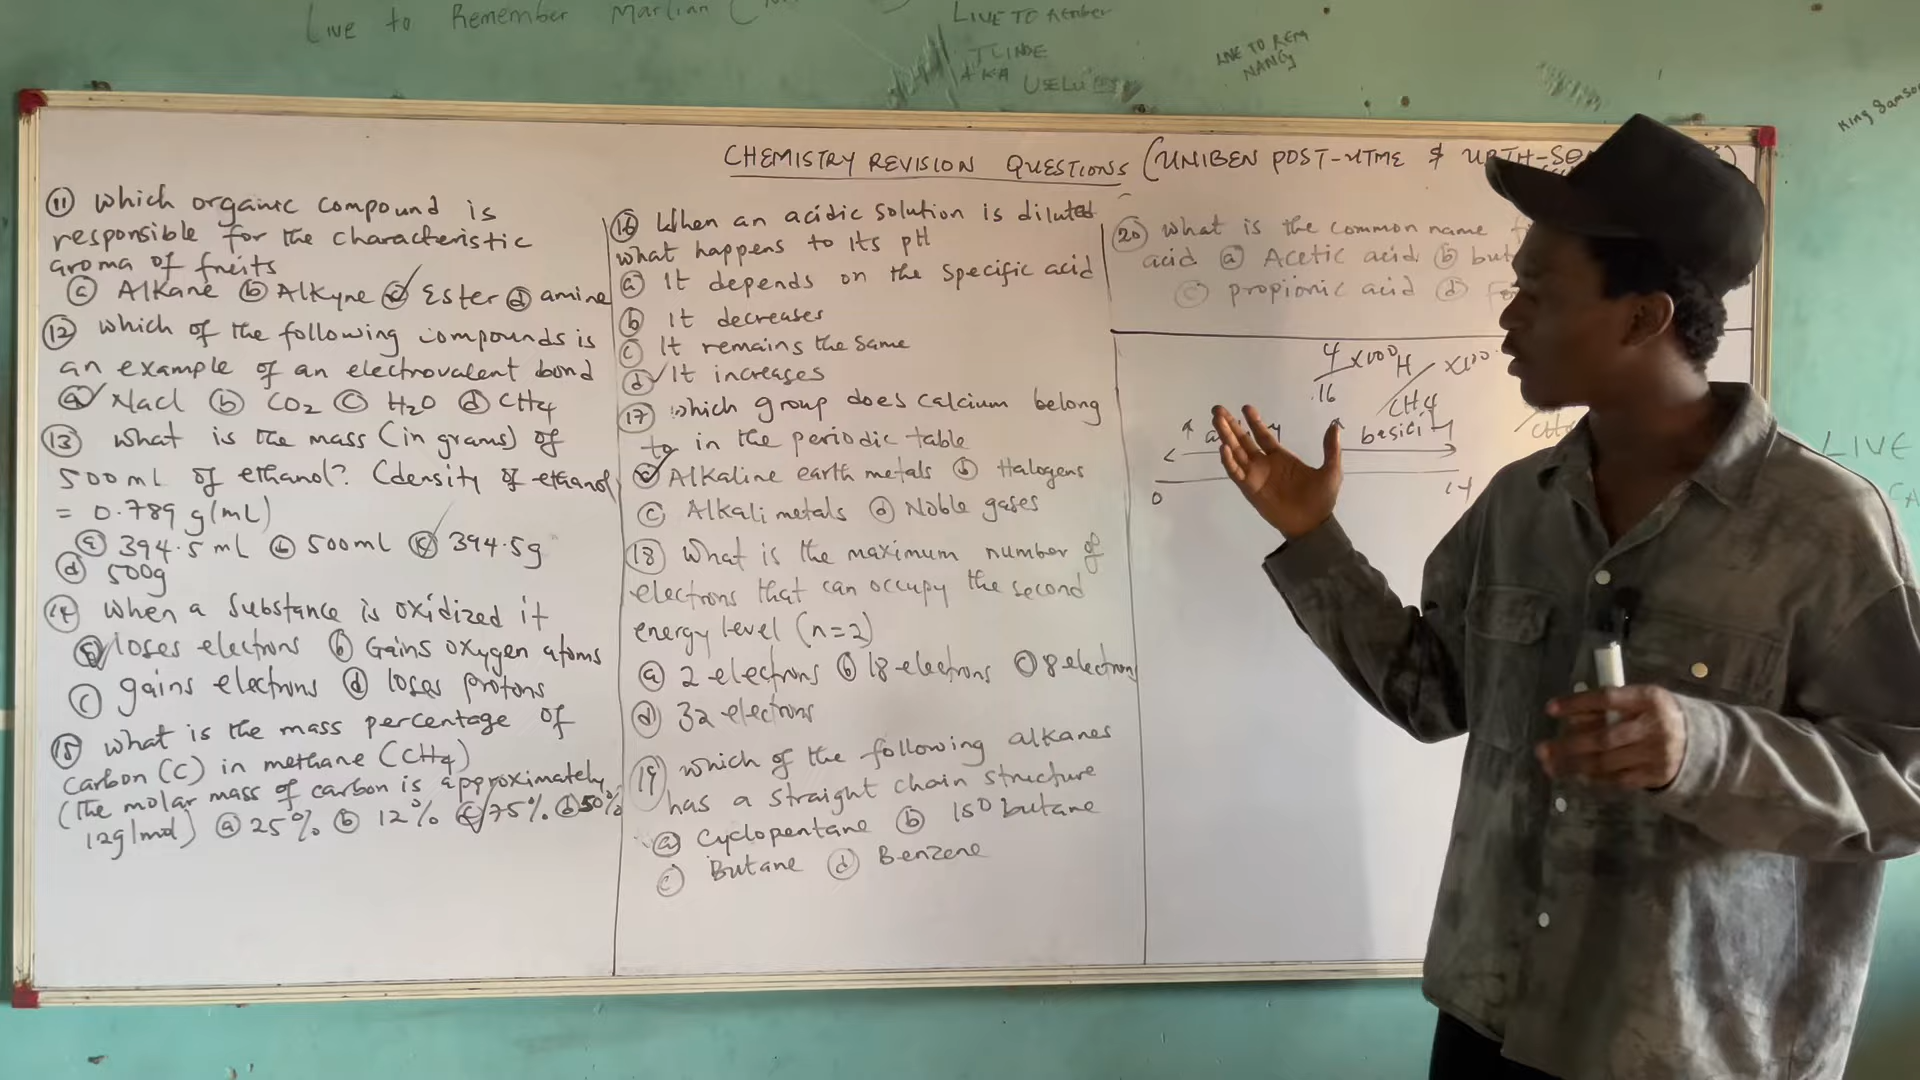 Live to Remember Marlian
LIVE TO
TLINDE
AKA
LIVE TO REM
NANCY
King Samso
LIVE
CHEMISTRY REVISION QUESTIONS (UNIBEN POST-UTME &
(11) Which organic compound is
responsible for the characteristic
aroma of fruits
(a) Alkane (b) Alkyne (c) Ester (d) amine
(12) Which of the following compounds is
an example of an electrovalent bond
(a) Nacl (b) CO2 (c) H2O (d) CH4
(13) What is the mass (in grams) of
500mL of ethanol? (density of ethanol
= 0.789 g(mL)
(a) 394.5 mL (b) 500ml (c) 394.5g
(d) 500g
(14) When a Substance is oxidized it
(a) loses electrons (b) Gains oxygen atoms
(c) gains electrons (d) loses protons
(15) What is the mass percentage of
Carbon (C) in methane (CH4)
(The molar mass of carbon is approximately
12g/mol) (a) 25% (b) 12% (c) 75% (d) 50%
(16) When an acidic solution is diluted
what happens to its pH
(a) It depends on the specific acid
(b) It decreases
(c) It remains the same
(d) It increases
(17) Which group does calcium belong
to in the periodic table
(a) Alkaline earth metals (b) Halogens
(c) Alkali metals (d) Noble gases
(18) What is the maximum number of
electrons that can occupy the second
energy level (n=2)
(a) 2 electrons (b) 18 electrons (c) 8 electrons
(d) 32 electrons
(19) which of the following alkanes
has a straight chain structure
(a) Cyclopentane (b) Iso butane
(c) Butane (d) Benzene
(20) What is the common name
acid (a) Acetic acid (b)
(c) propionic acid (d)
4 x100 H
16
x100
CH4
basicity
0
14